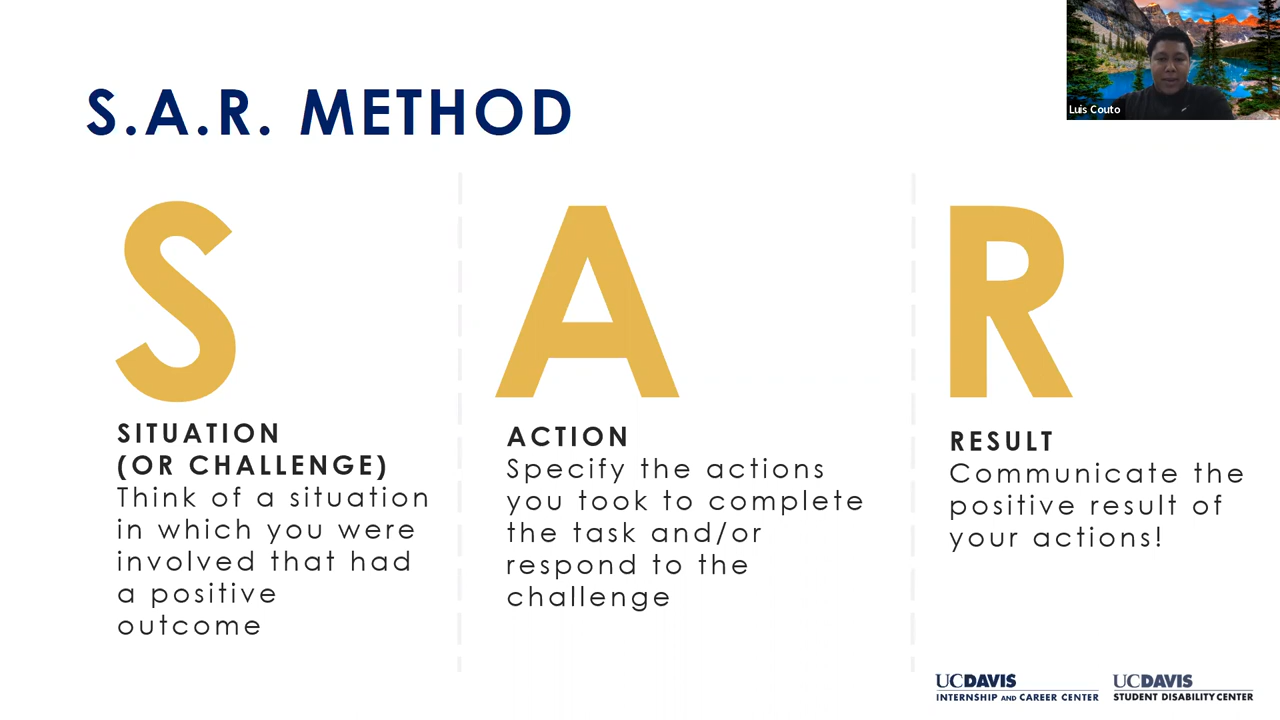 Luis Couto
S.A.R. METHOD
S
SITUATION
(OR CHALLENGE)
Think of a situation
in which you were
involved that had
a positive
outcome
A
ACTION
Specify the actions
you took to complete
the task and/or
respond to the
challenge
R
RESULT
Communicate the
positive result of
your actions!
UCDAVIS
INTERNSHIP AND CAREER CENTER
UCDAVIS
STUDENT DISABILITY CENTER